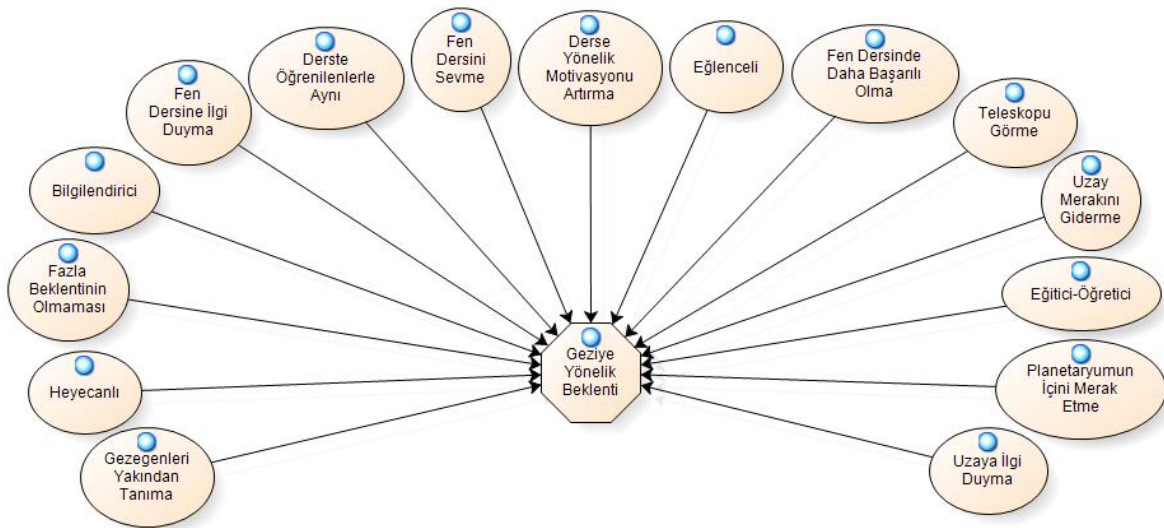 Gezegenleri
Yakından
Tanıma
Heyecanlı
Fazla
Beklentinin
Olmaması
Bilgilendirici
Fen
Dersine İlgi
Duyma
Derste
Öğrenilenlerle
Aynı
Fen
Dersini
Sevme
Derse
Yönelik
Motivasyonu
Artırma
Eğlenceli
Fen Dersinde
Daha Başarılı
Olma
Teleskopu
Görme
Uzay
Merakını
Giderme
Eğitici-Öğretici
Planetaryumun
İçini Merak
Etme
Uzaya İlgi
Duyma
Geziye
Yönelik
Beklenti